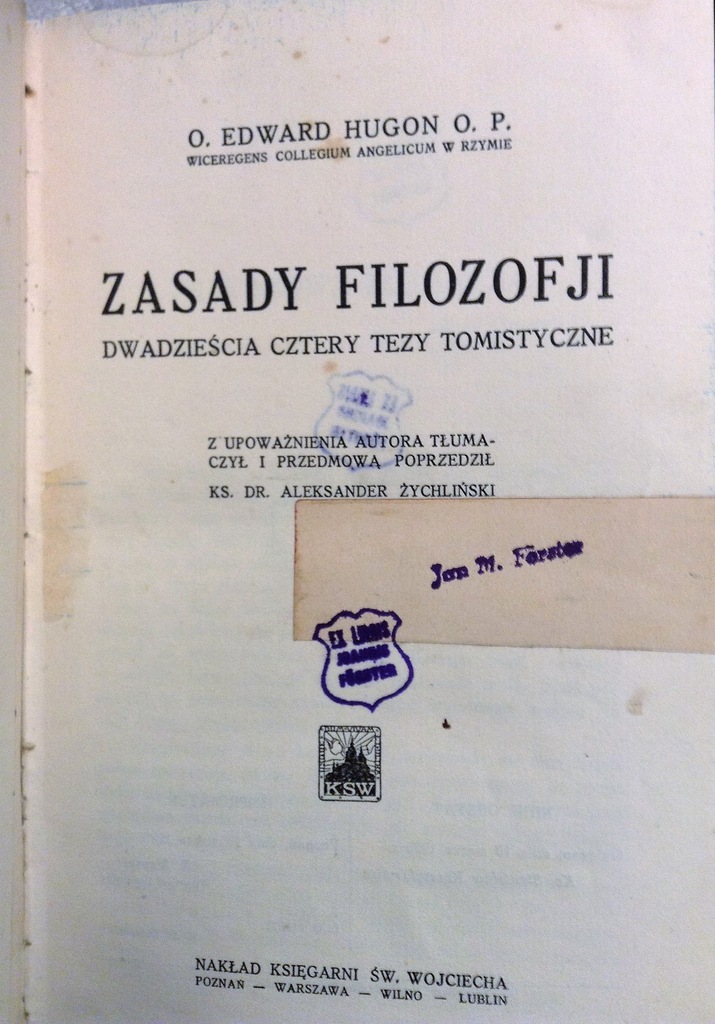 O. EDWARD HUGON O. P.
WICEREGENS COLLEGIUM ANGELICUM W RZYMIE
ZASADY FILOZOFJI
DWADZIEŚCIA CZTERY TEZY TOMISTYCZNE
Z UPOWAŻNIENIA AUTORA TŁUMA-
CZYŁ I PRZEDMOWĄ POPRZEDZIŁ
KS. DR. ALEKSANDER ŻYCHLIŃSKI
Jan M. Förster
EX LIBRIS
JOANNIS
FÖRSTER
KSW
NAKŁAD KSIĘGARNI ŚW. WOJCIECHA
POZNAŃ — WARSZAWA — WILNO — LUBLIN